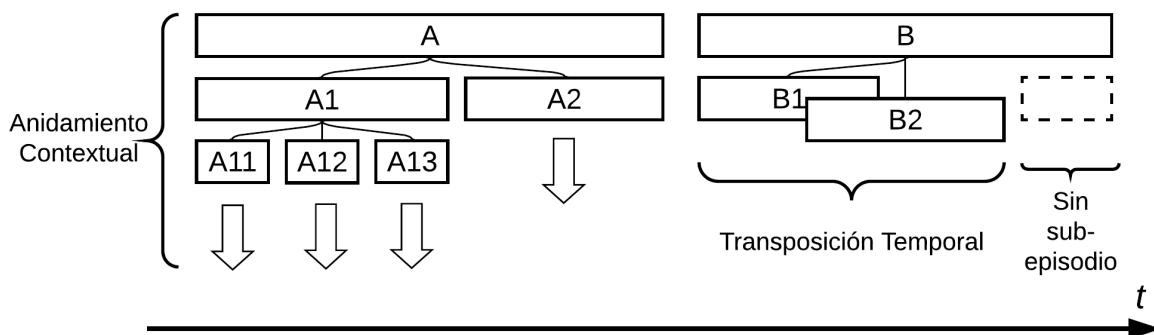 A
B
A1
A2
B1
B2
Anidamiento
Contextual
A11
A12
A13
Transposición Temporal
Sin
sub-
episodio
t